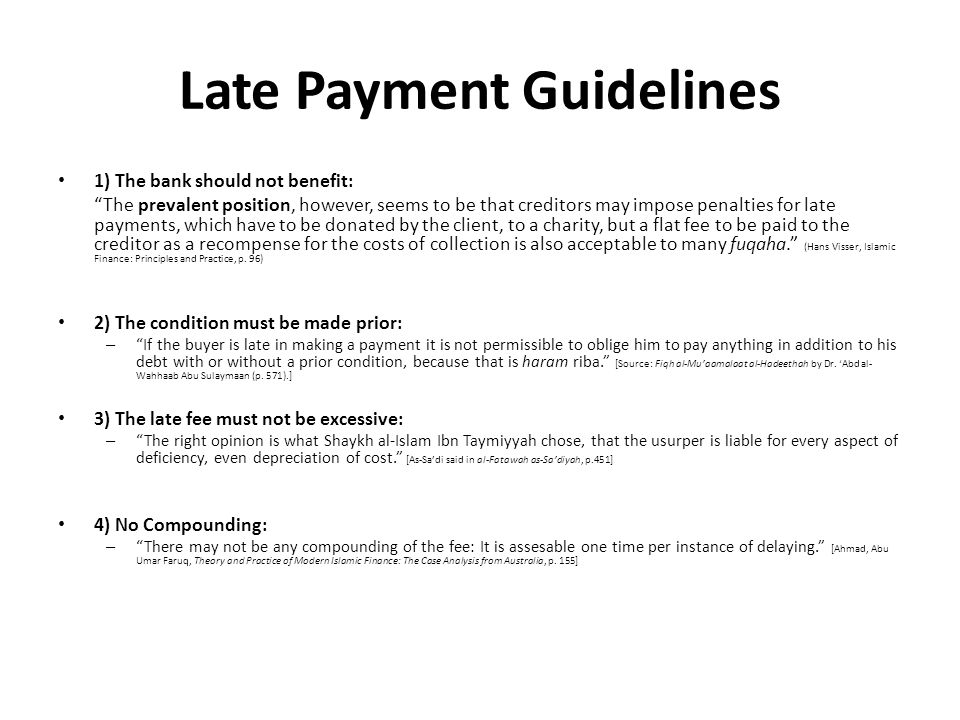 Late Payment Guidelines
• 1) The bank should not benefit:
“The prevalent position, however, seems to be that creditors may impose penalties for late
payments, which have to be donated by the client, to a charity, but a flat fee to be paid to the
creditor as a recompense for the costs of collection is also acceptable to many fuqaha.” (Hans Visser, Islamic
Finance: Principles and Practice, p. 96)
• 2) The condition must be made prior:
– “If the buyer is late in making a payment it is not permissible to oblige him to pay anything in addition to his
debt with or without a prior condition, because that is haram riba.” [Source: Fiqh al-Mu’aamalaat al-Hadeethah by Dr. ‘Abd al-
Wahhaab Abu Sulaymaan (p. 571).]
• 3) The late fee must not be excessive:
– “The right opinion is what Shaykh al-Islam Ibn Taymiyyah chose, that the usurper is liable for every aspect of
deficiency, even depreciation of cost.” [As-Sa’di said in al-Fatawah as-Sa’diyah, p.451]
• 4) No Compounding:
– “There may not be any compounding of the fee: It is assesable one time per instance of delaying.” [Ahmad, Abu
Umar Faruq, Theory and Practice of Modern Islamic Finance: The Case Analysis from Australia, p. 155]